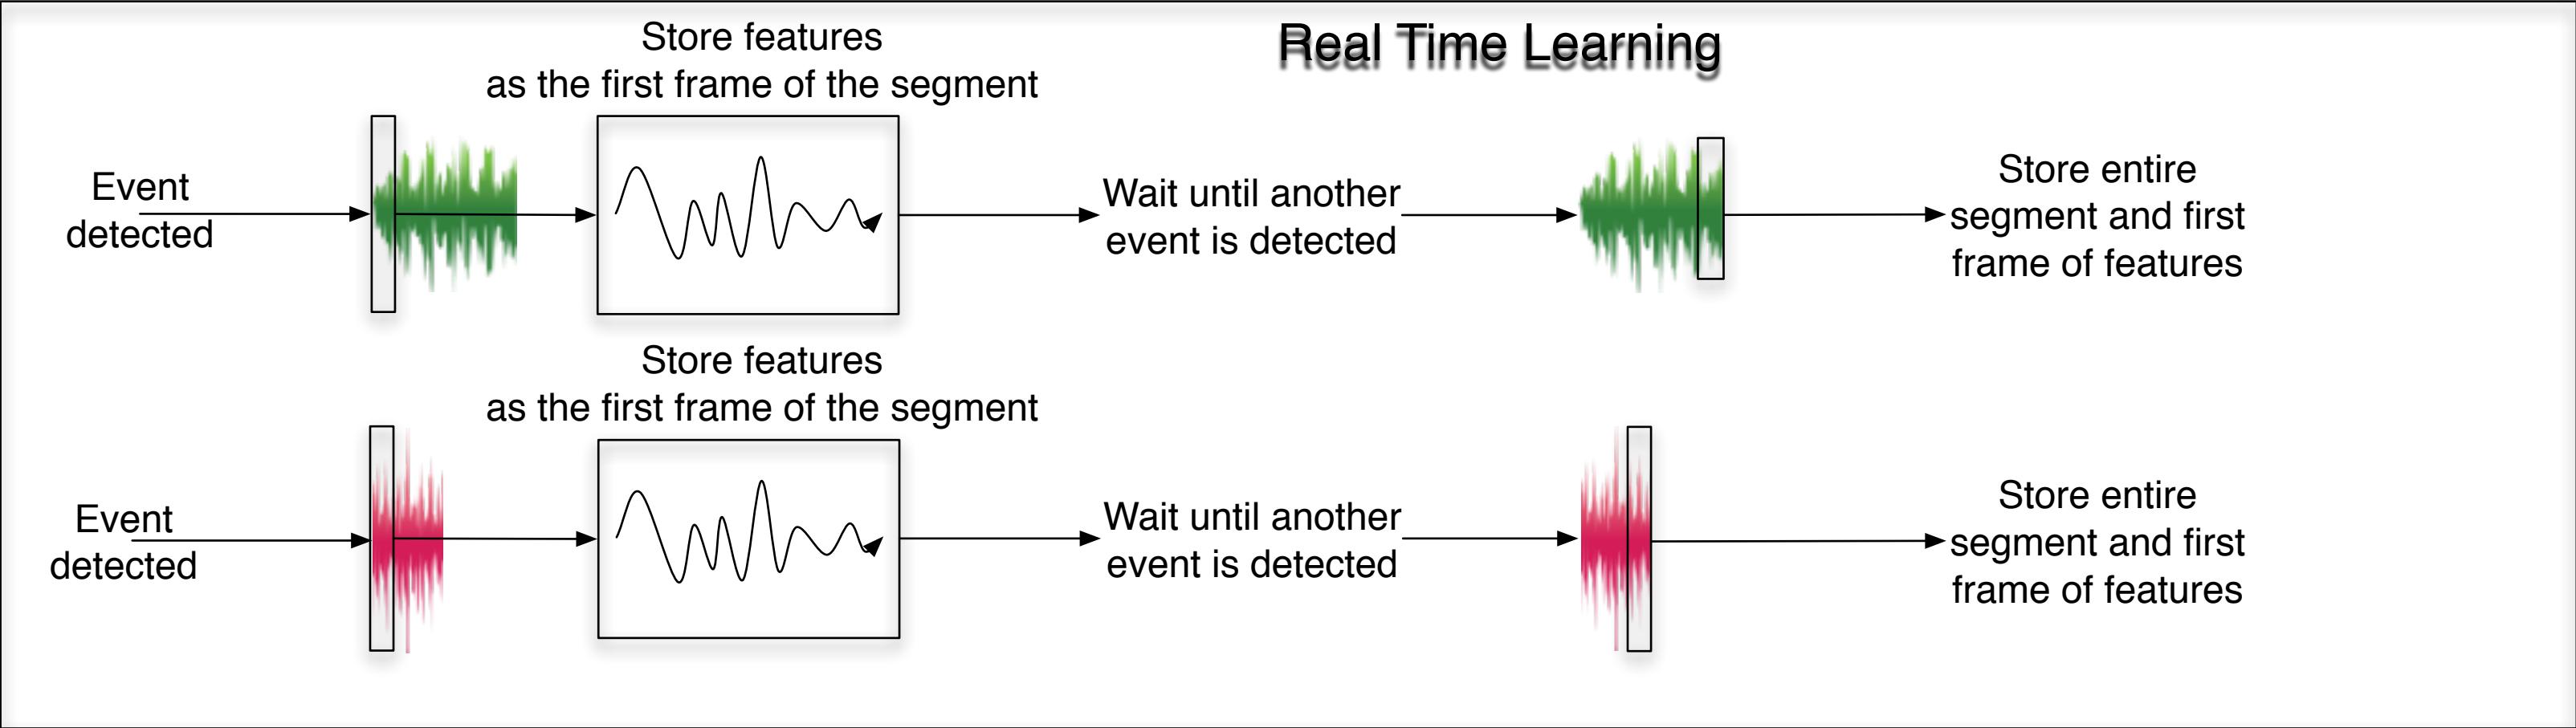 Real Time Learning
Store features
as the first frame of the segment
Event
detected
Wait until another
event is detected
Store entire
segment and first
frame of features
Store features
as the first frame of the segment
Event
detected
Wait until another
event is detected
Store entire
segment and first
frame of features